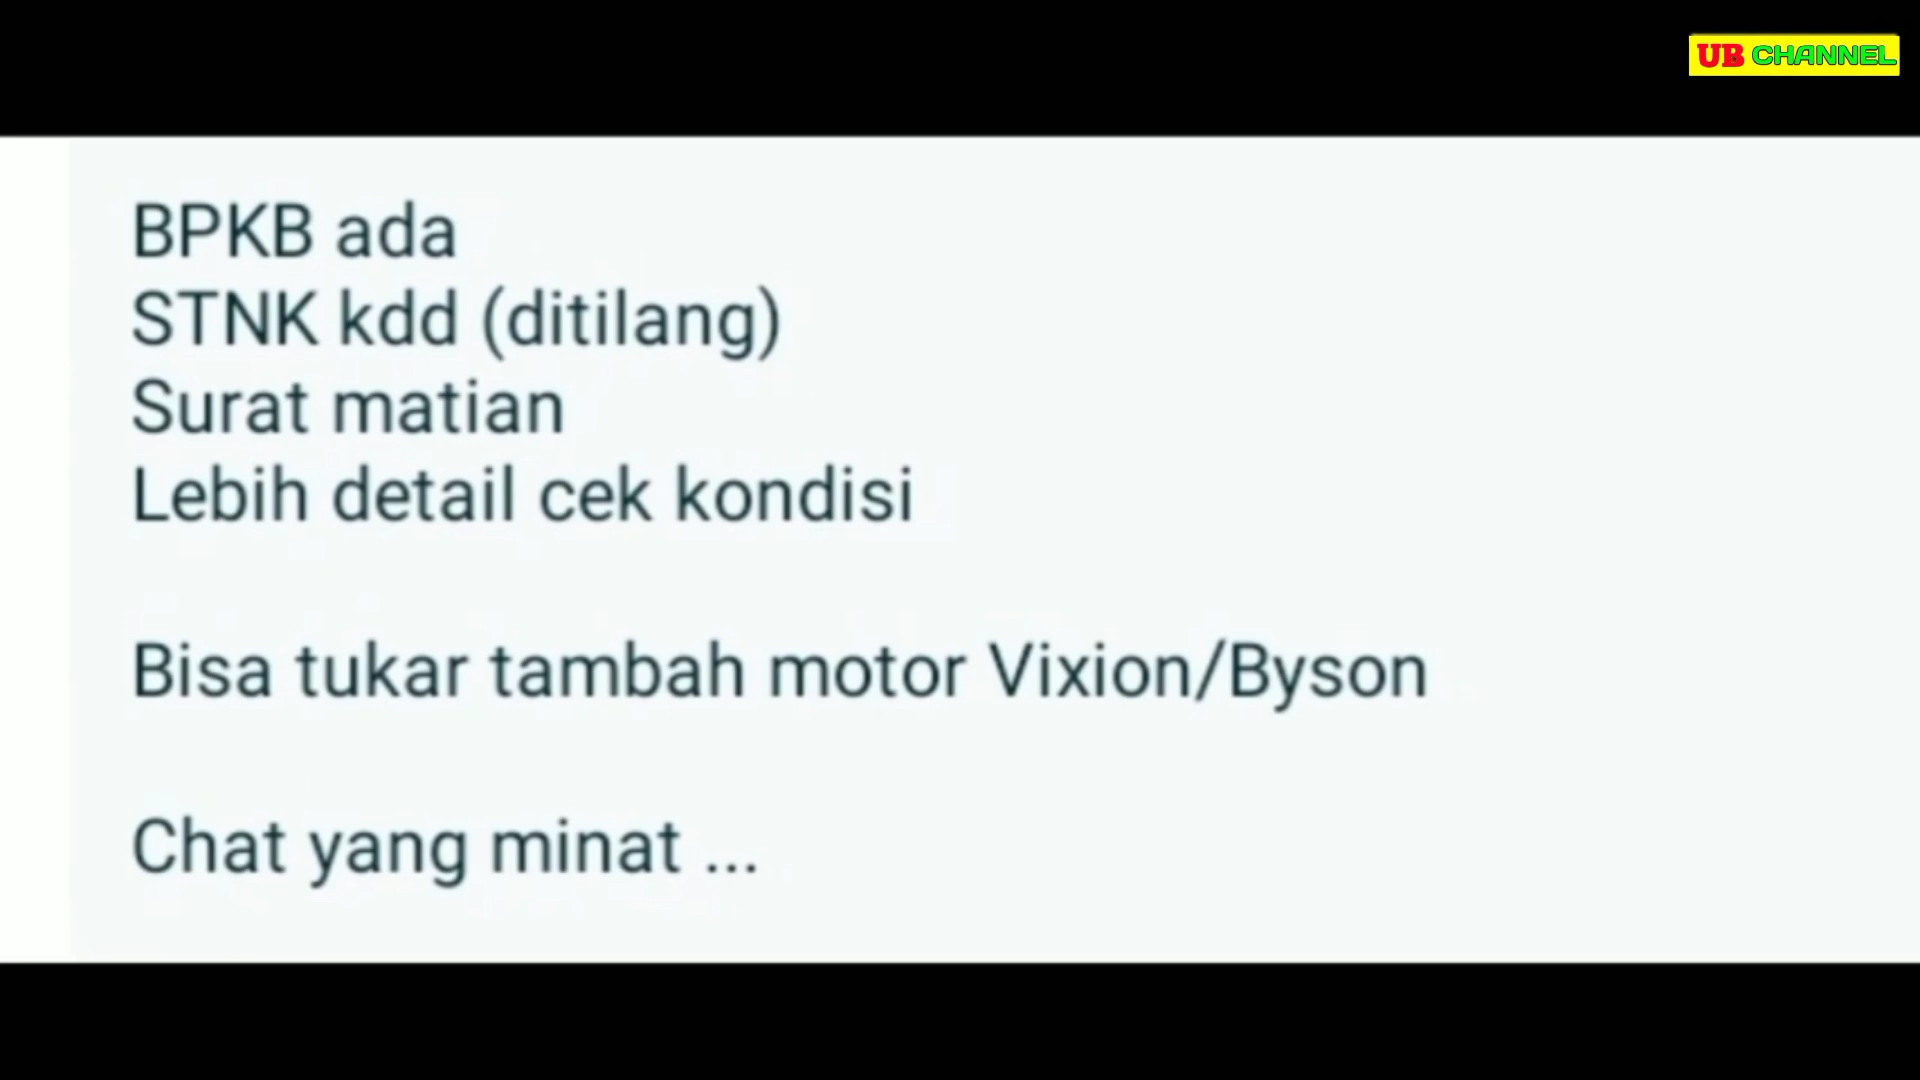 UB CHANNEL
BPKB ada
STNK kdd (ditilang)
Surat matian
Lebih detail cek kondisi
Bisa tukar tambah motor Vixion/Byson
Chat yang minat ...